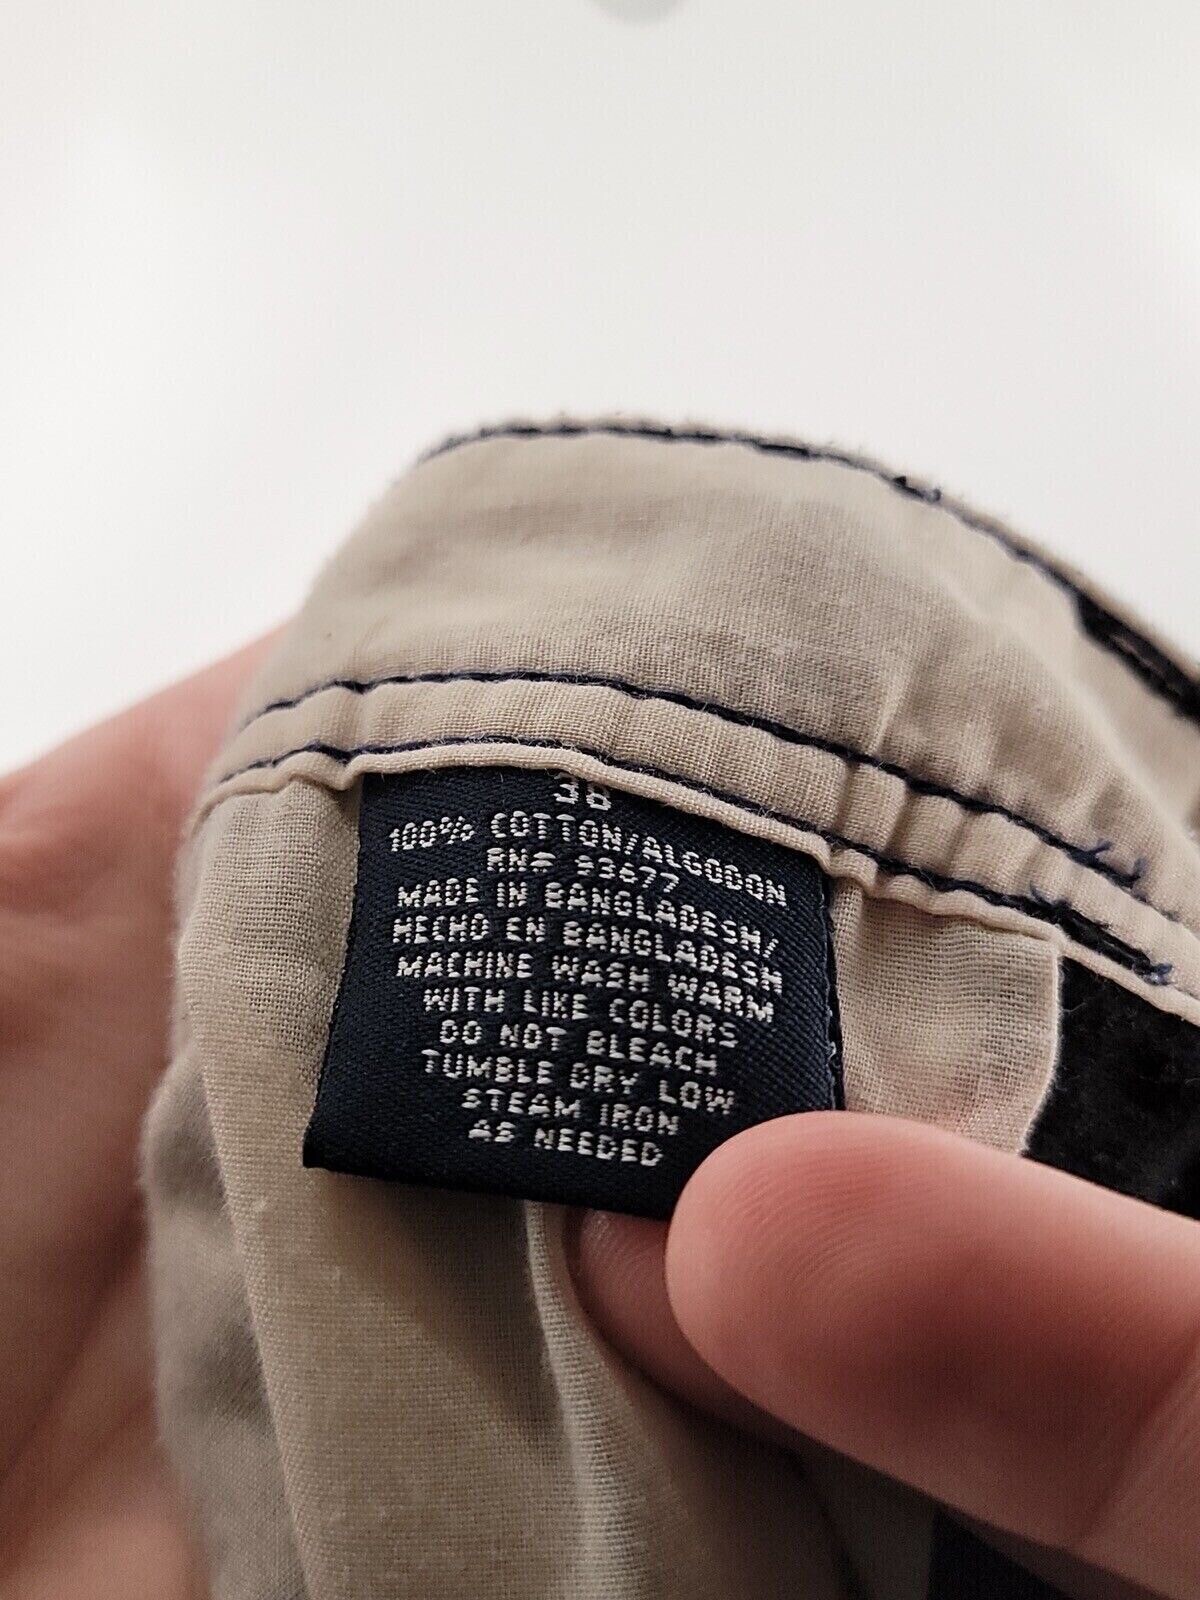 38
100% COTTON/ALGODON
RN# 93677
MADE IN BANGLADESH/
HECHO EN BANGLADESH
MACHINE WASH WARM
WITH LIKE COLORS
DO NOT BLEACH
TUMBLE DRY LOW
STEAM IRON
AS NEEDED